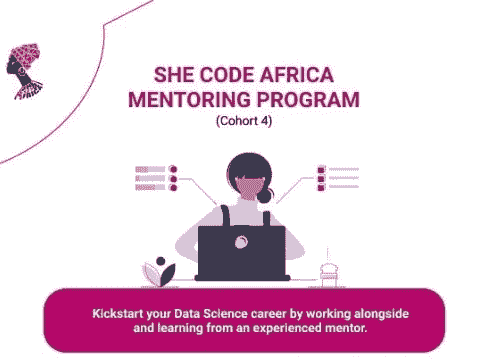 SHE CODE AFRICA
MENTORING PROGRAM
(Cohort 4)
Kickstart your Data Science career by working alongside
and learning from an experienced mentor.